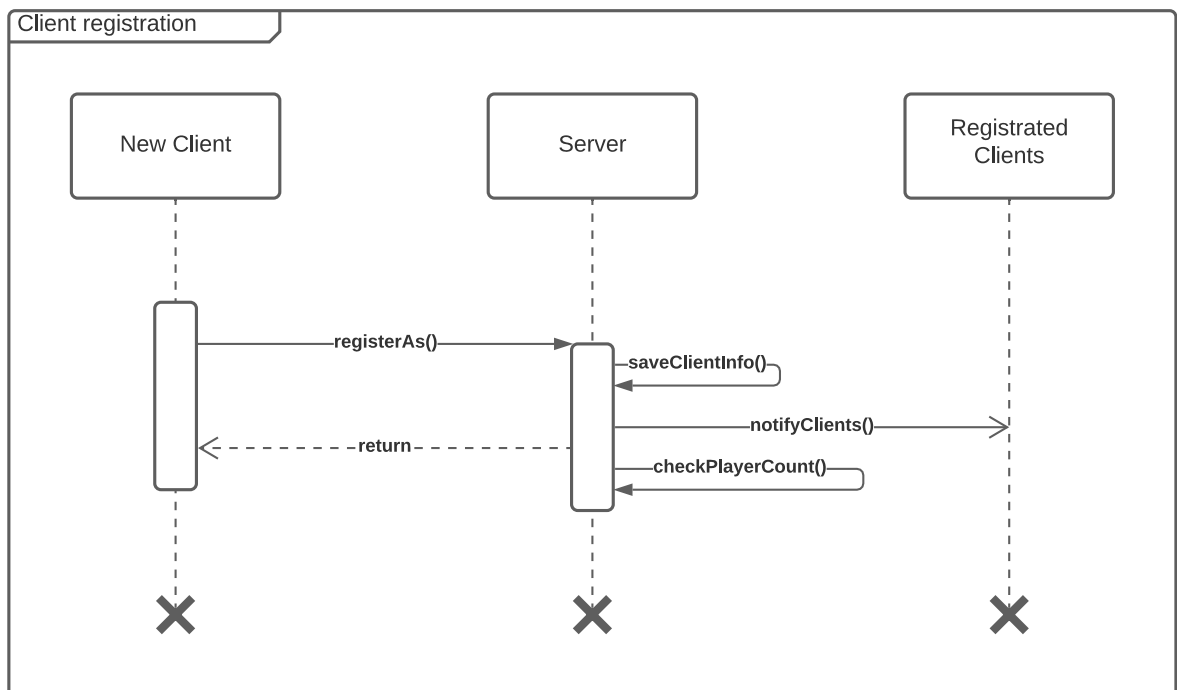 Client registration
New Client
Server
Registrated
Clients
registerAs()
saveClientInfo()
notifyClients()
return
checkPlayerCount()